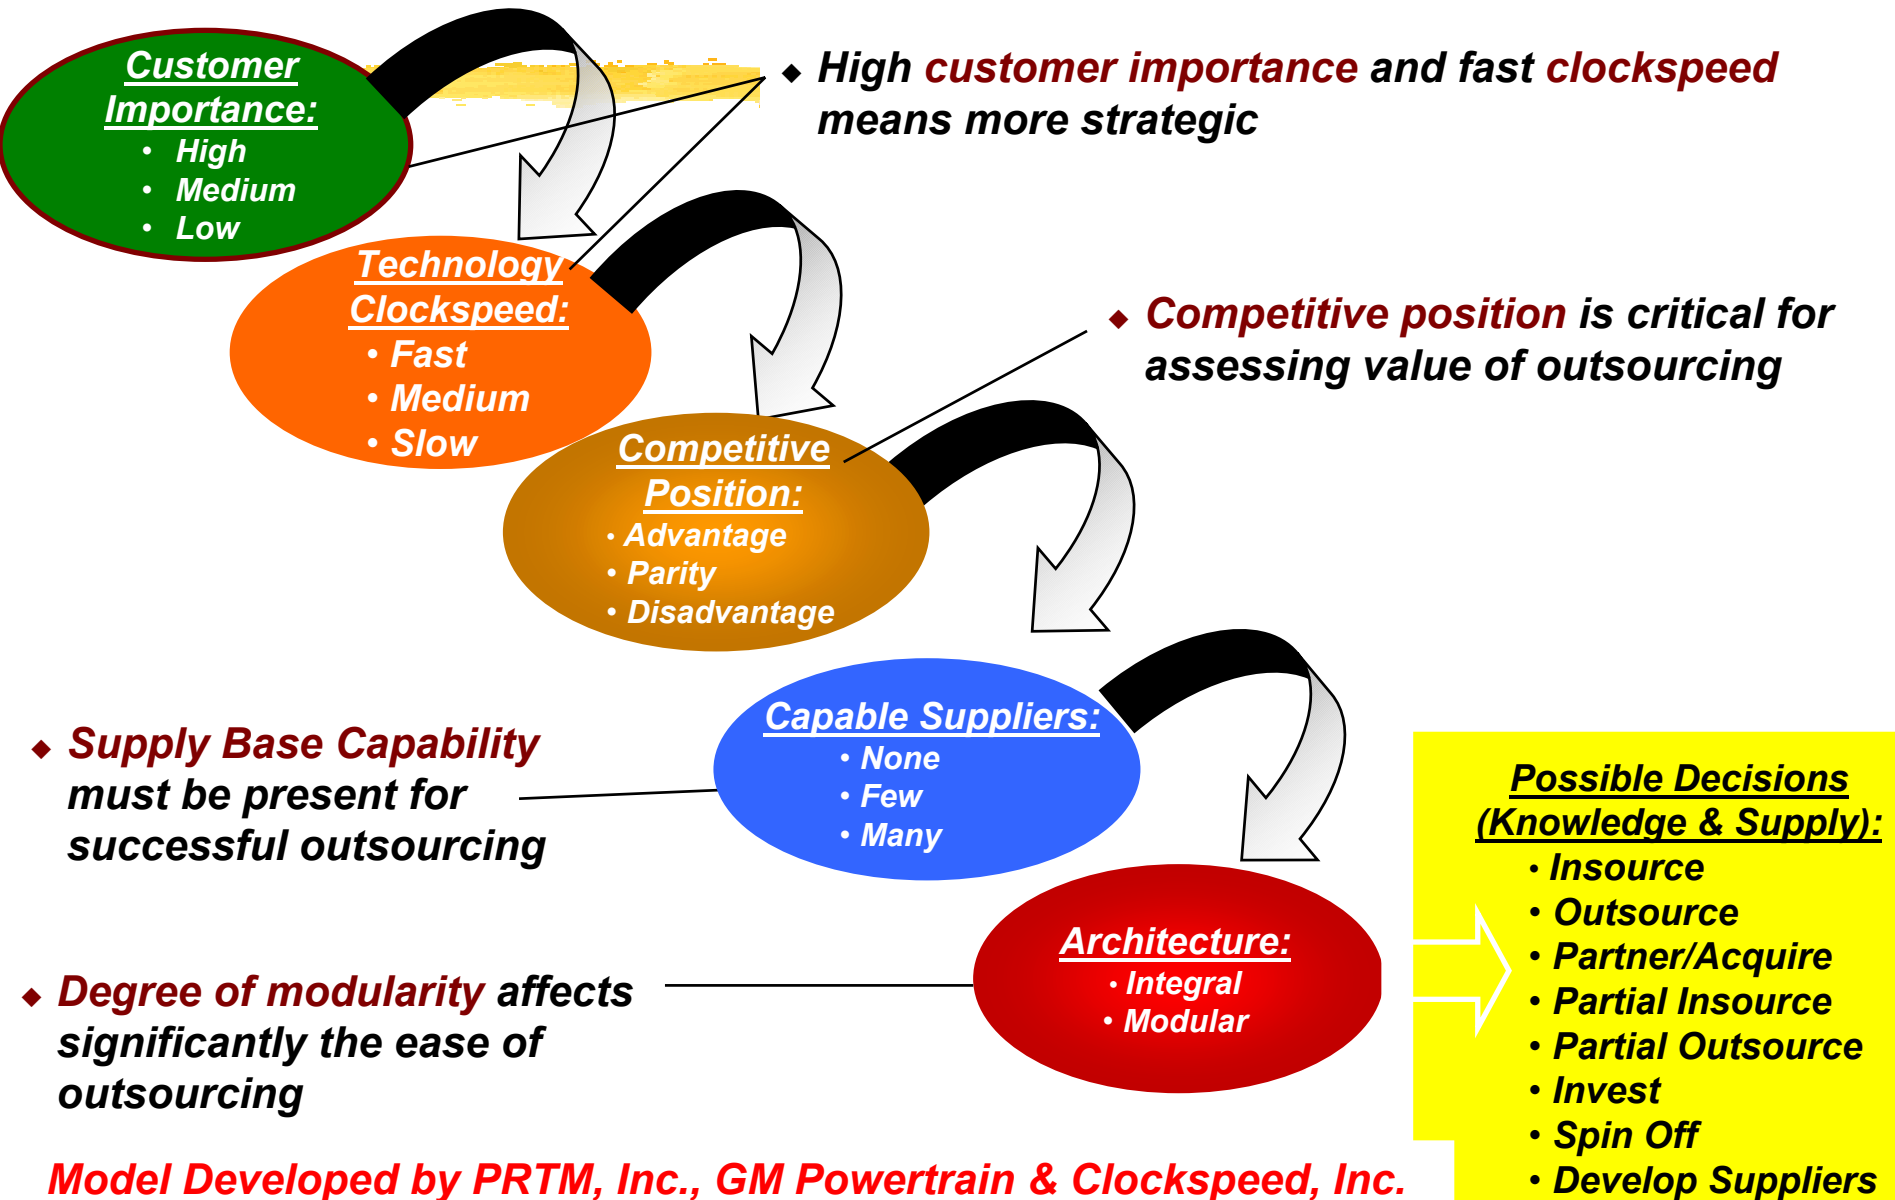 Customer
Importance:
• High
• Medium
• Low
◆ High customer importance and fast clockspeed
means more strategic
Technology
Clockspeed:
• Fast
• Medium
• Slow
◆ Competitive position is critical for
assessing value of outsourcing
Competitive
Position:
• Advantage
• Parity
• Disadvantage
◆ Supply Base Capability
must be present for
successful outsourcing
Capable Suppliers:
• None
• Few
• Many
◆ Degree of modularity affects
significantly the ease of
outsourcing
Architecture:
• Integral
• Modular
Possible Decisions
(Knowledge & Supply):
• Insource
• Outsource
• Partner/Acquire
• Partial Insource
• Partial Outsource
• Invest
• Spin Off
• Develop Suppliers
Model Developed by PRTM, Inc., GM Powertrain & Clockspeed, Inc.